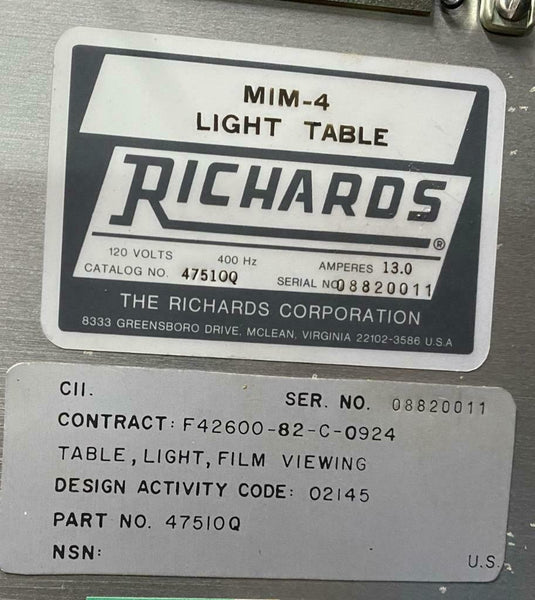 MIM-4
LIGHT TABLE
RICHARDS
®
120 VOLTS 400 Hz AMPERES 13.0
CATALOG NO. 47510Q SERIAL NO. 08820011
THE RICHARDS CORPORATION
8333 GREENSBORO DRIVE, MCLEAN, VIRGINIA 22102-3586 U.S.A
CII. SER. NO. 08820011
CONTRACT: F42600-82-C-0924
TABLE, LIGHT, FILM VIEWING
DESIGN ACTIVITY CODE: 02145
PART NO. 47510Q
NSN:
U.S.